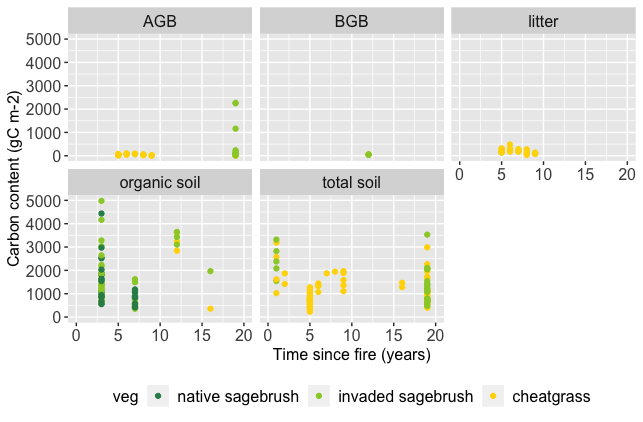 AGB BGB litter
5000
4000
3000
2000
1000
0
0 5 10 15 20
organic soil total soil
5000
4000
3000
2000
1000
0
0 5 10 15 20 0 5 10 15 20
Carbon content (gC m-2)
Time since fire (years)
veg native sagebrush invaded sagebrush cheatgrass